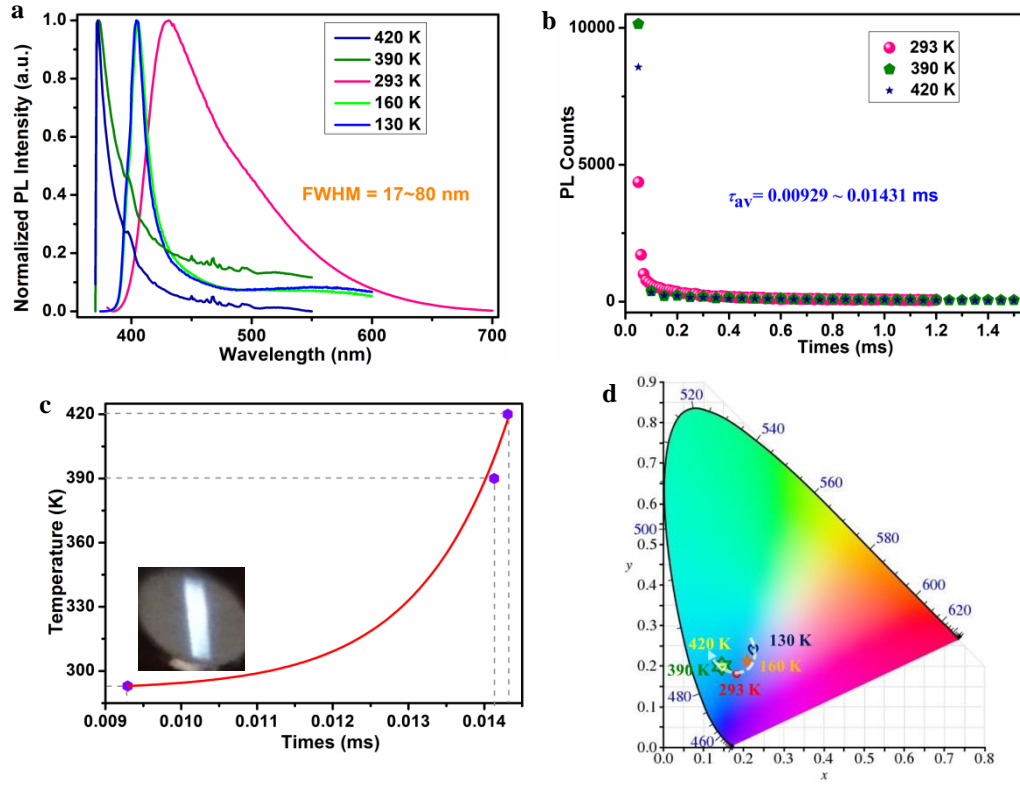 a
1.0
0.8
0.6
0.4
0.2
0.0
Normalized PL Intensity (a.u.)
420 K
390 K
293 K
160 K
130 K
FWHM = 17~80 nm
400
500
600
700
Wavelength (nm)
b
10000
5000
0
PL Counts
293 K
390 K
420 K
τav= 0.00929 ~ 0.01431 ms
0.0
0.2
0.4
0.6
0.8
1.0
1.2
1.4
Times (ms)
c
420
390
360
330
300
Temperature (K)
0.009
0.010
0.011
0.012
0.013
0.014
Times (ms)
d
0.9
0.8
0.7
0.6
0.5
0.4
0.3
0.2
0.1
0.0
y
520
540
560
500
580
600
620
480
460
420 K
130 K
390 K
160 K
293 K
0.0
0.1
0.2
0.3
0.4
0.5
0.6
0.7
0.8
x